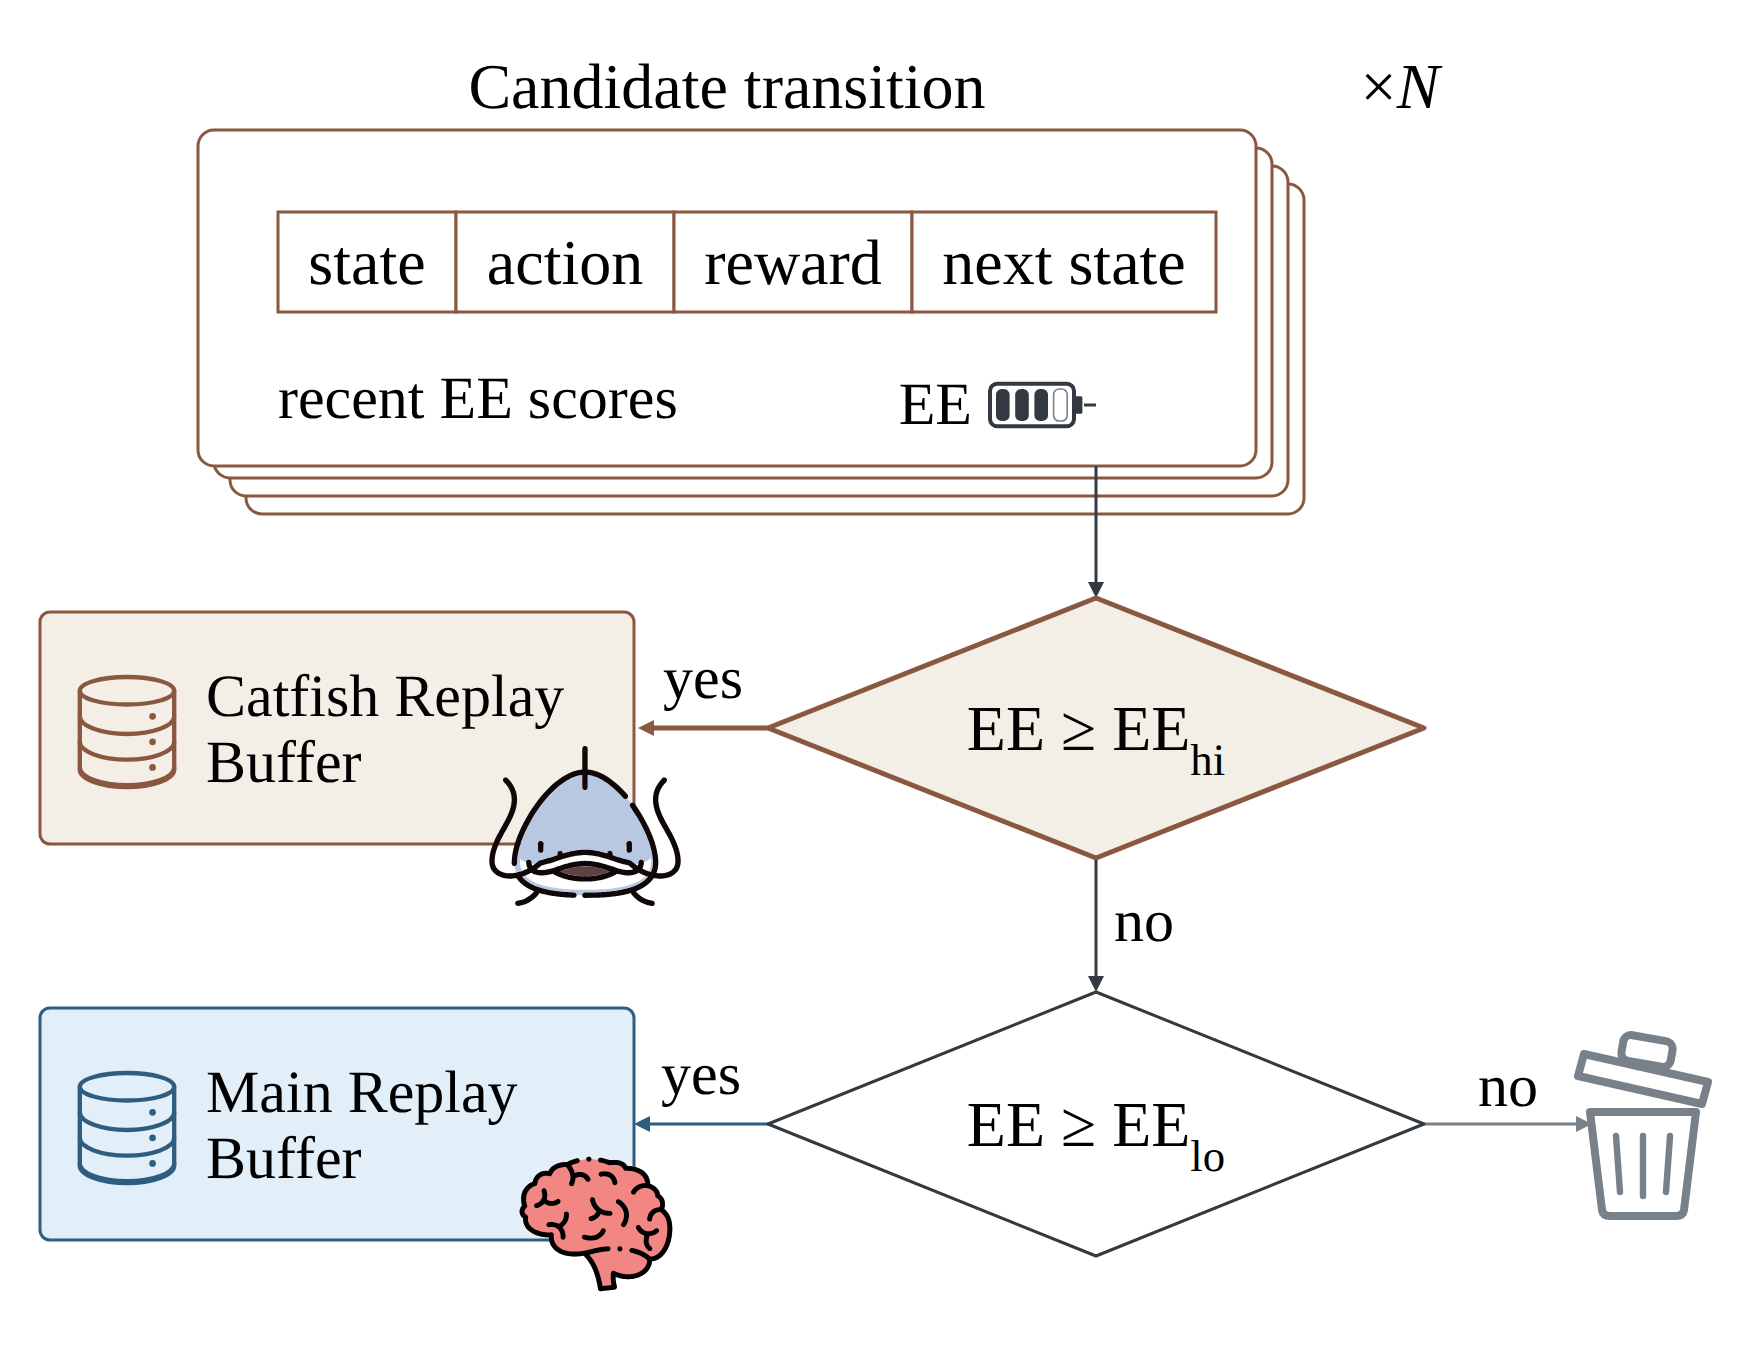 Candidate transition ×N
state action reward next state
recent EE scores EE
Catfish Replay
Buffer
yes
EE ≥ EEhi
no
Main Replay
Buffer
yes
EE ≥ EElo
no